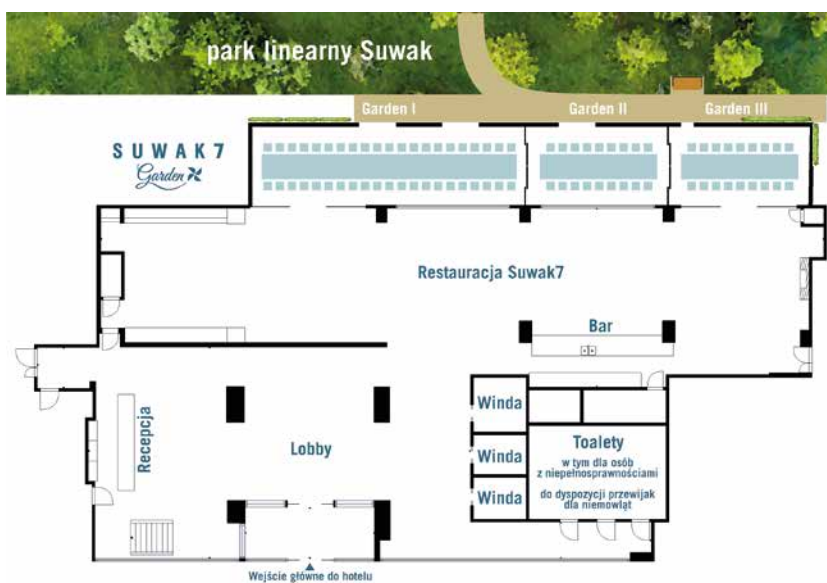 park linearny Suwak
Garden I
Garden II
Garden III
SUWAK7
Garden
Restauracja Suwak7
Bar
Winda
Recepcja
Lobby
Winda
Toalety
w tym dla osób
z niepełnosprawnościami
Winda
do dyspozycji przewijak
dla niemowląt
Wejście główne do hotelu